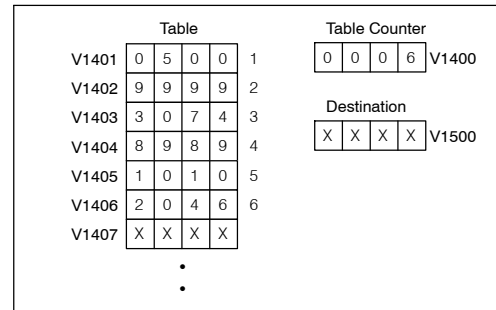 Table
V1401 0 5 0 0 1
V1402 9 9 9 9 2
V1403 3 0 7 4 3
V1404 8 9 8 9 4
V1405 1 0 1 0 5
V1406 2 0 4 6 6
V1407 X X X X
Table Counter
0 0 0 6 V1400
Destination
X X X X V1500